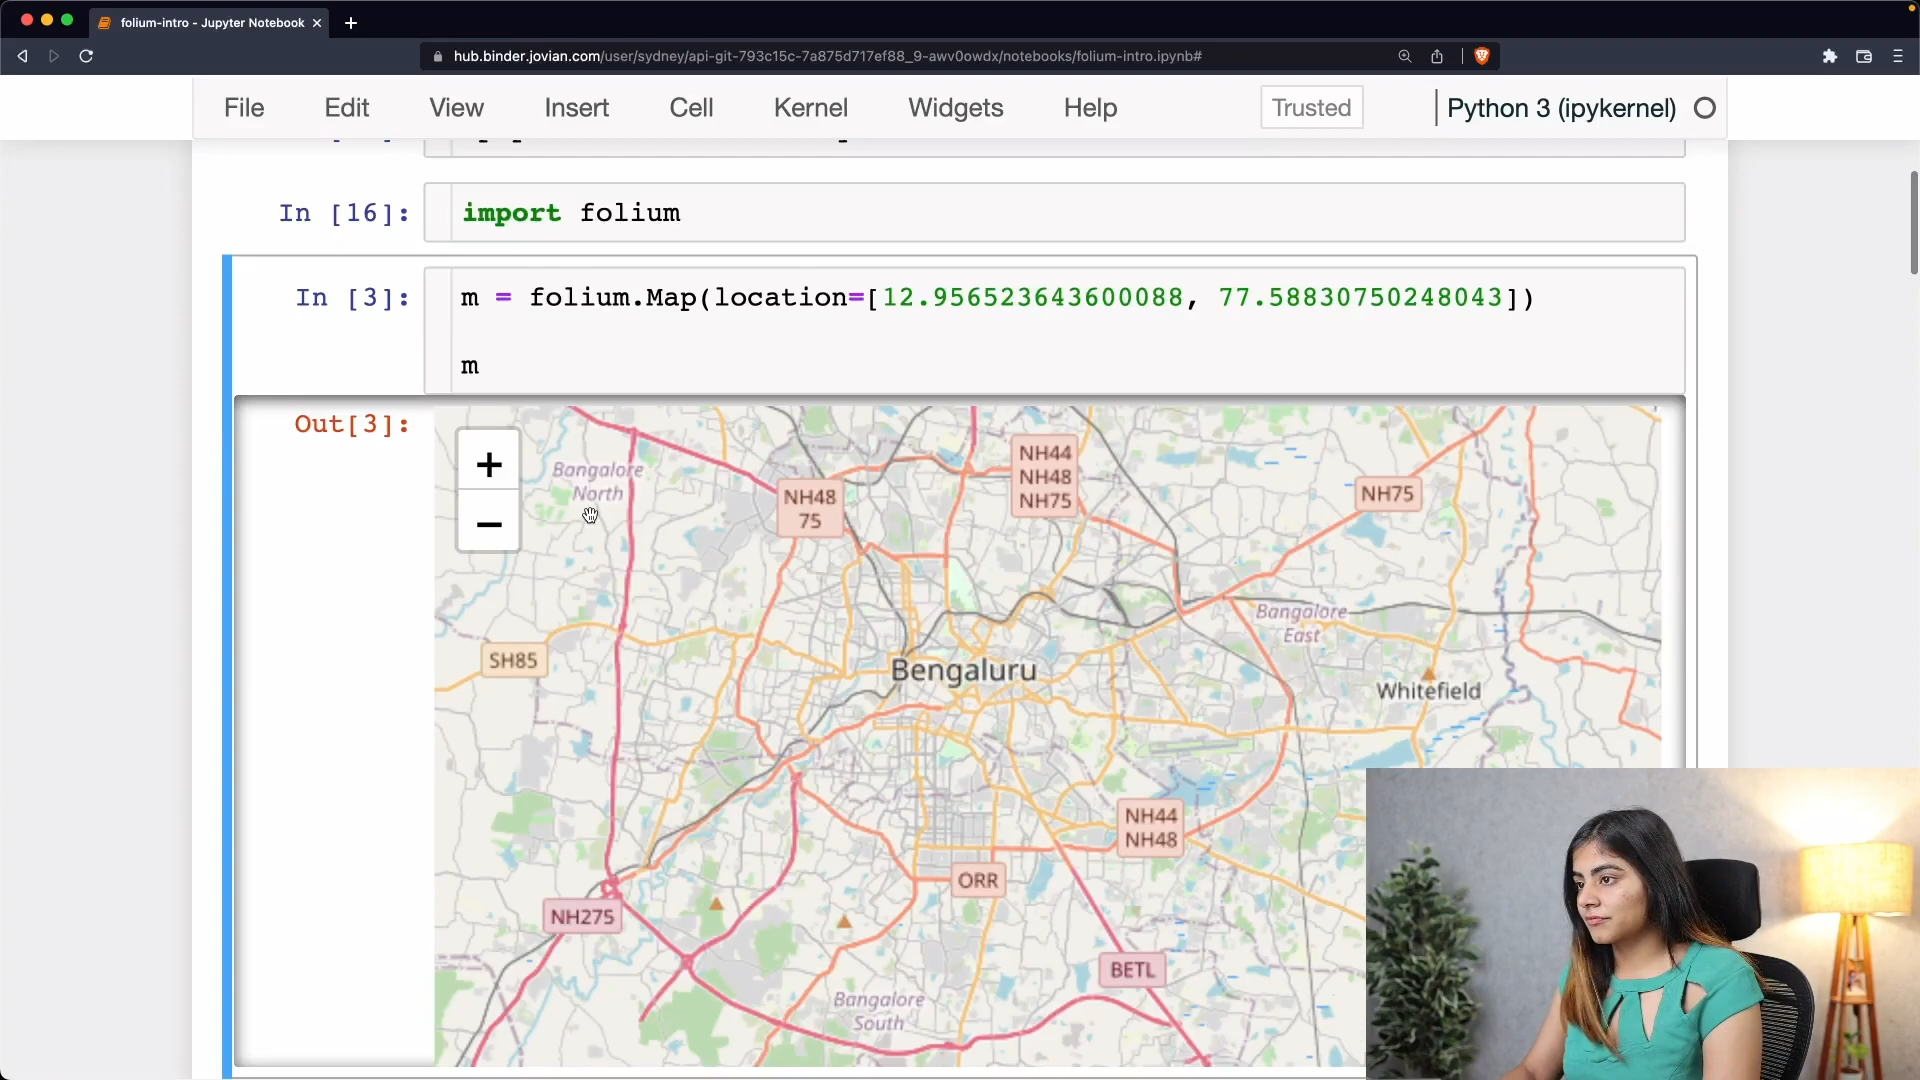 folium-intro - Jupyter Notebook
hub.binder.jovian.com/user/sydney/api-git-793c15c-7a875d717ef88_9-awv0owdx/notebooks/folium-intro.ipynb#
File Edit View Insert Cell Kernel Widgets Help Trusted Python 3 (ipykernel)
In [16]: import folium
In [3]: m = folium.Map(location=[12.956523643600088, 77.58830750248043])
m
Out[3]:
+
−
Bangalore
North
NH48
75
NH44
NH48
NH75
NH75
SH85
Bangalore
East
Bengaluru
Whitefield
NH44
NH48
ORR
NH275
BETL
Bangalore
South